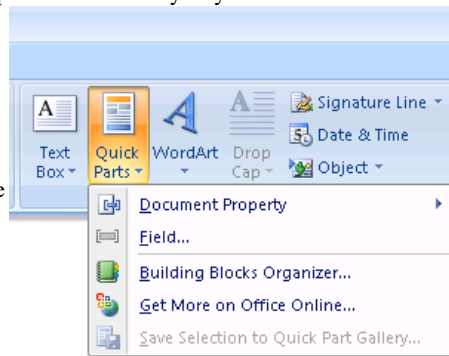 A
A
A
Signature Line
Date & Time
Object
Text Box
Quick Parts
WordArt
Drop Cap
Document Property
Field...
Building Blocks Organizer...
Get More on Office Online...
Save Selection to Quick Part Gallery...